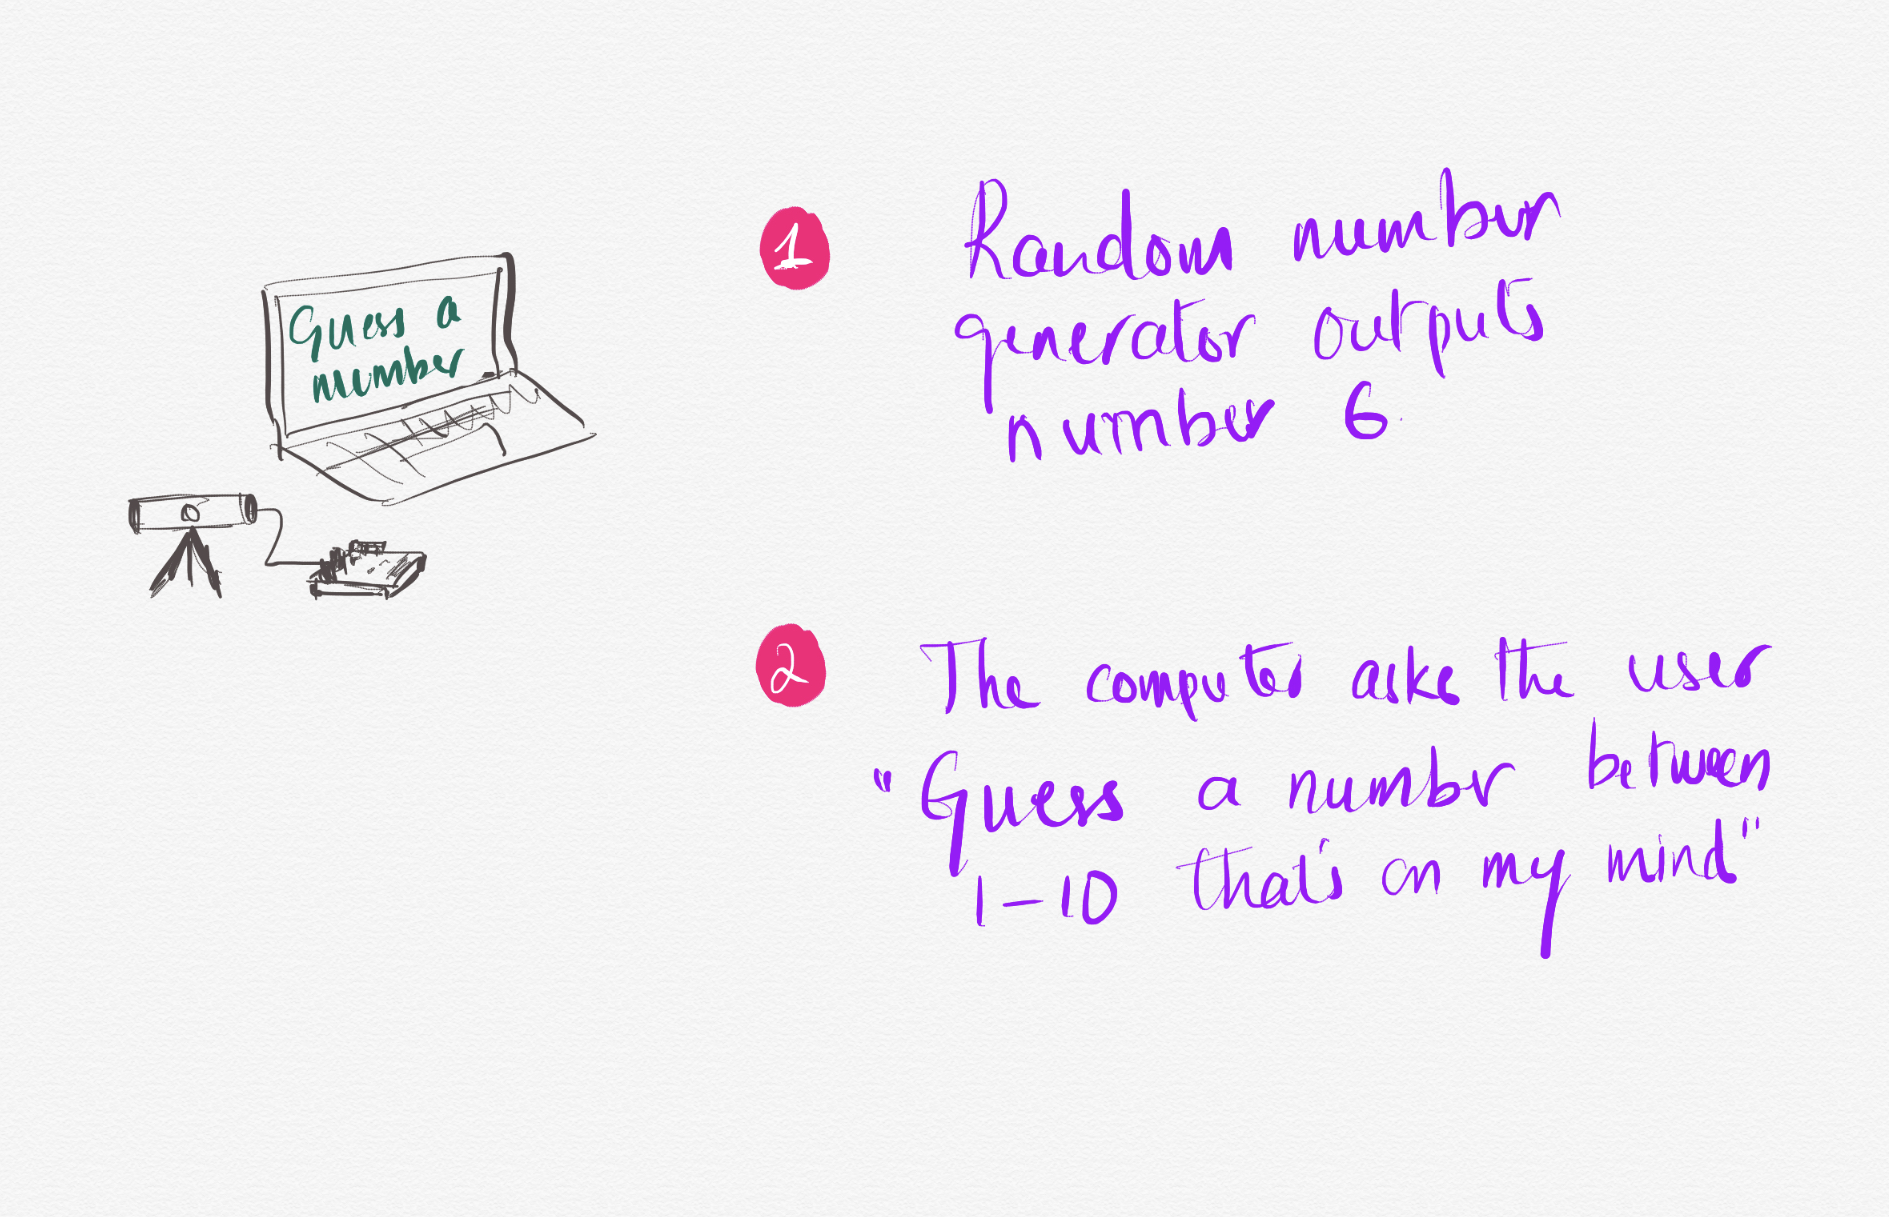 Guess a
number
1
Random number
generator outputs
number 6
2
The computer asks the user
"Guess a number between
1-10 that's on my mind"